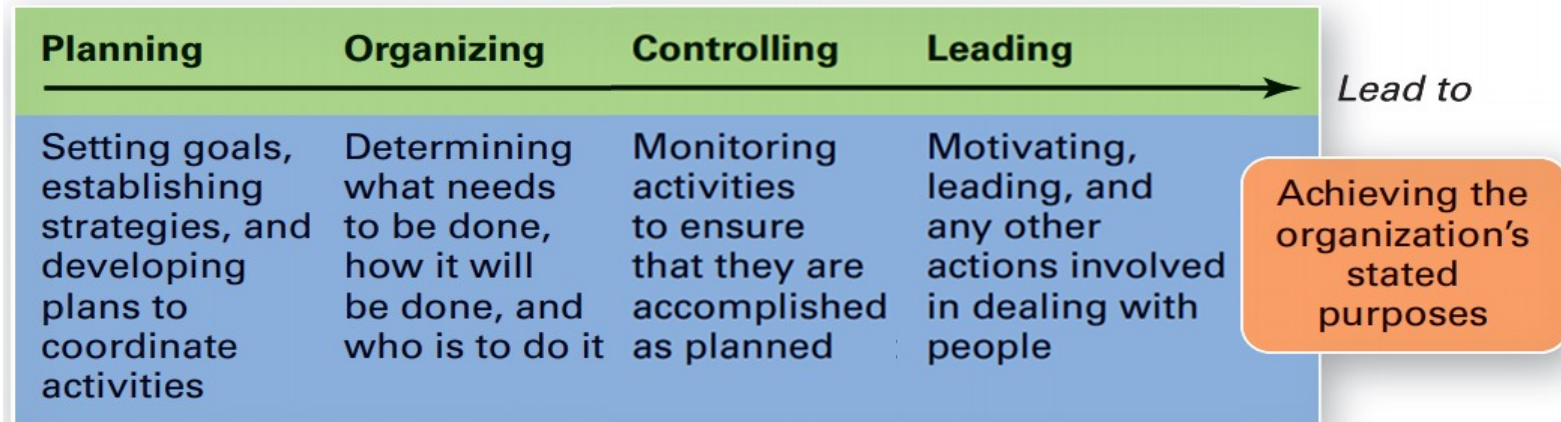 Planning
Organizing
Controlling
Leading
Lead to
Setting goals,
establishing
strategies, and
developing
plans to
coordinate
activities
Determining
what needs
to be done,
how it will
be done, and
who is to do it
Monitoring
activities
to ensure
that they are
accomplished
as planned
Motivating,
leading, and
any other
actions involved
in dealing with
people
Achieving the
organization's
stated
purposes